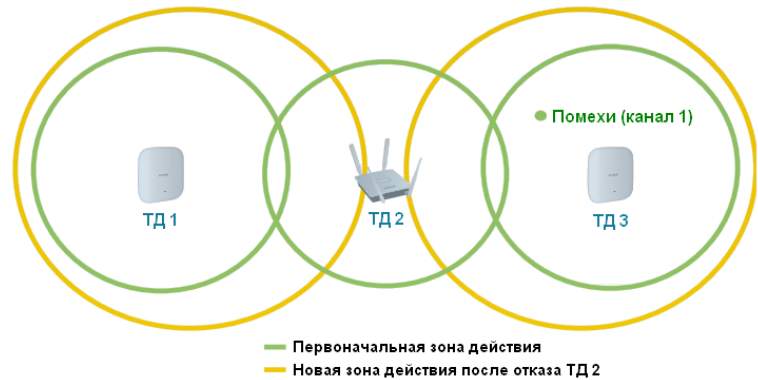 Помехи (канал 1)
ТД 1
ТД 2
ТД 3
Первоначальная зона действия
Новая зона действия после отказа ТД 2